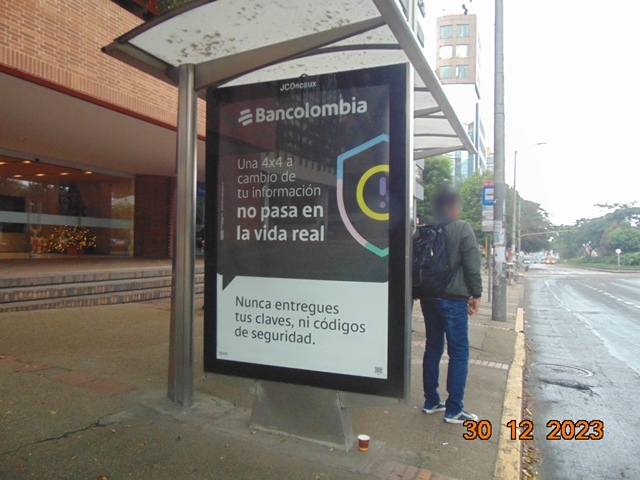 JCDecaux
Bancolombia
Una 4x4 a
cambio de
tu información
no pasa en
la vida real
Nunca entregues
tus claves, ni códigos
de seguridad.
30 12 2023